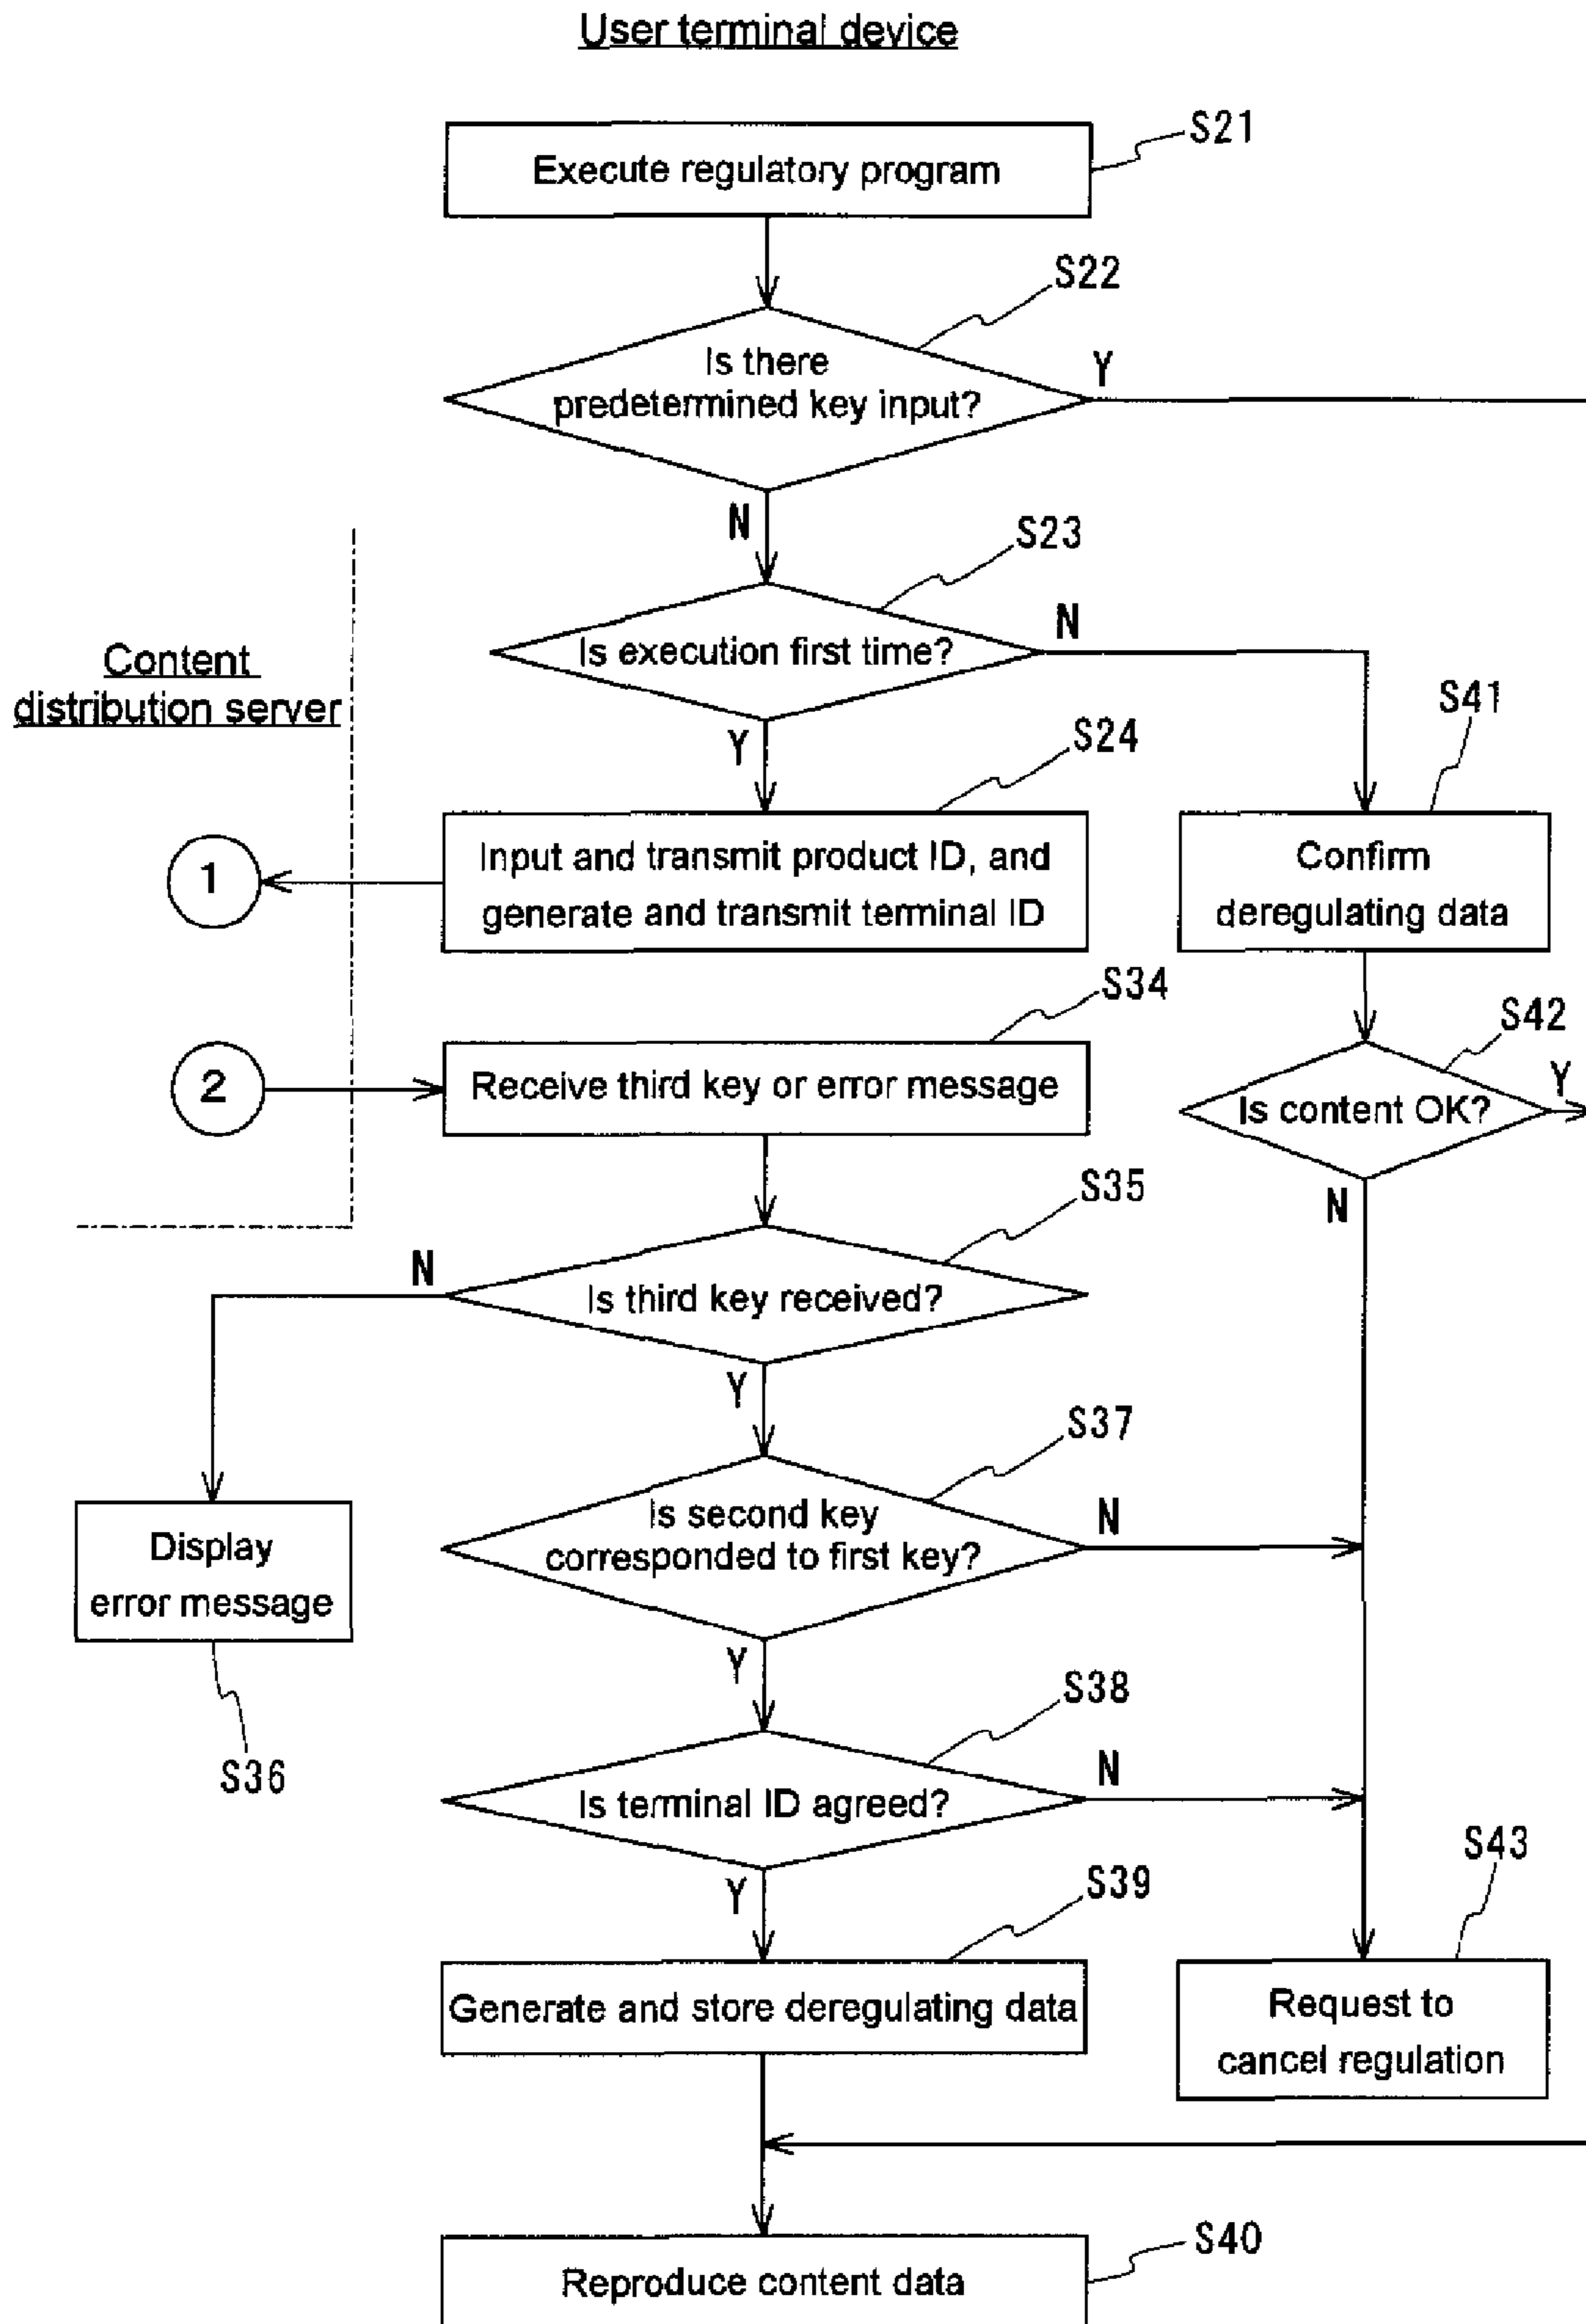 User terminal device
S21
Execute regulatory program
S22
Is there
predetermined key input?
Y
N
S23
Is execution first time?
N
Content
distribution server
Y
S24
S41
1
Input and transmit product ID, and
generate and transmit terminal ID
Confirm
deregulating data
S34
S42
2
Receive third key or error message
Is content OK?
Y
N
S35
N
Is third key received?
Y
S37
Is second key
corresponded to first key?
N
Display
error message
Y
S36
S38
Is terminal ID agreed?
N
Y
S39
S43
Generate and store deregulating data
Request to
cancel regulation
S40
Reproduce content data